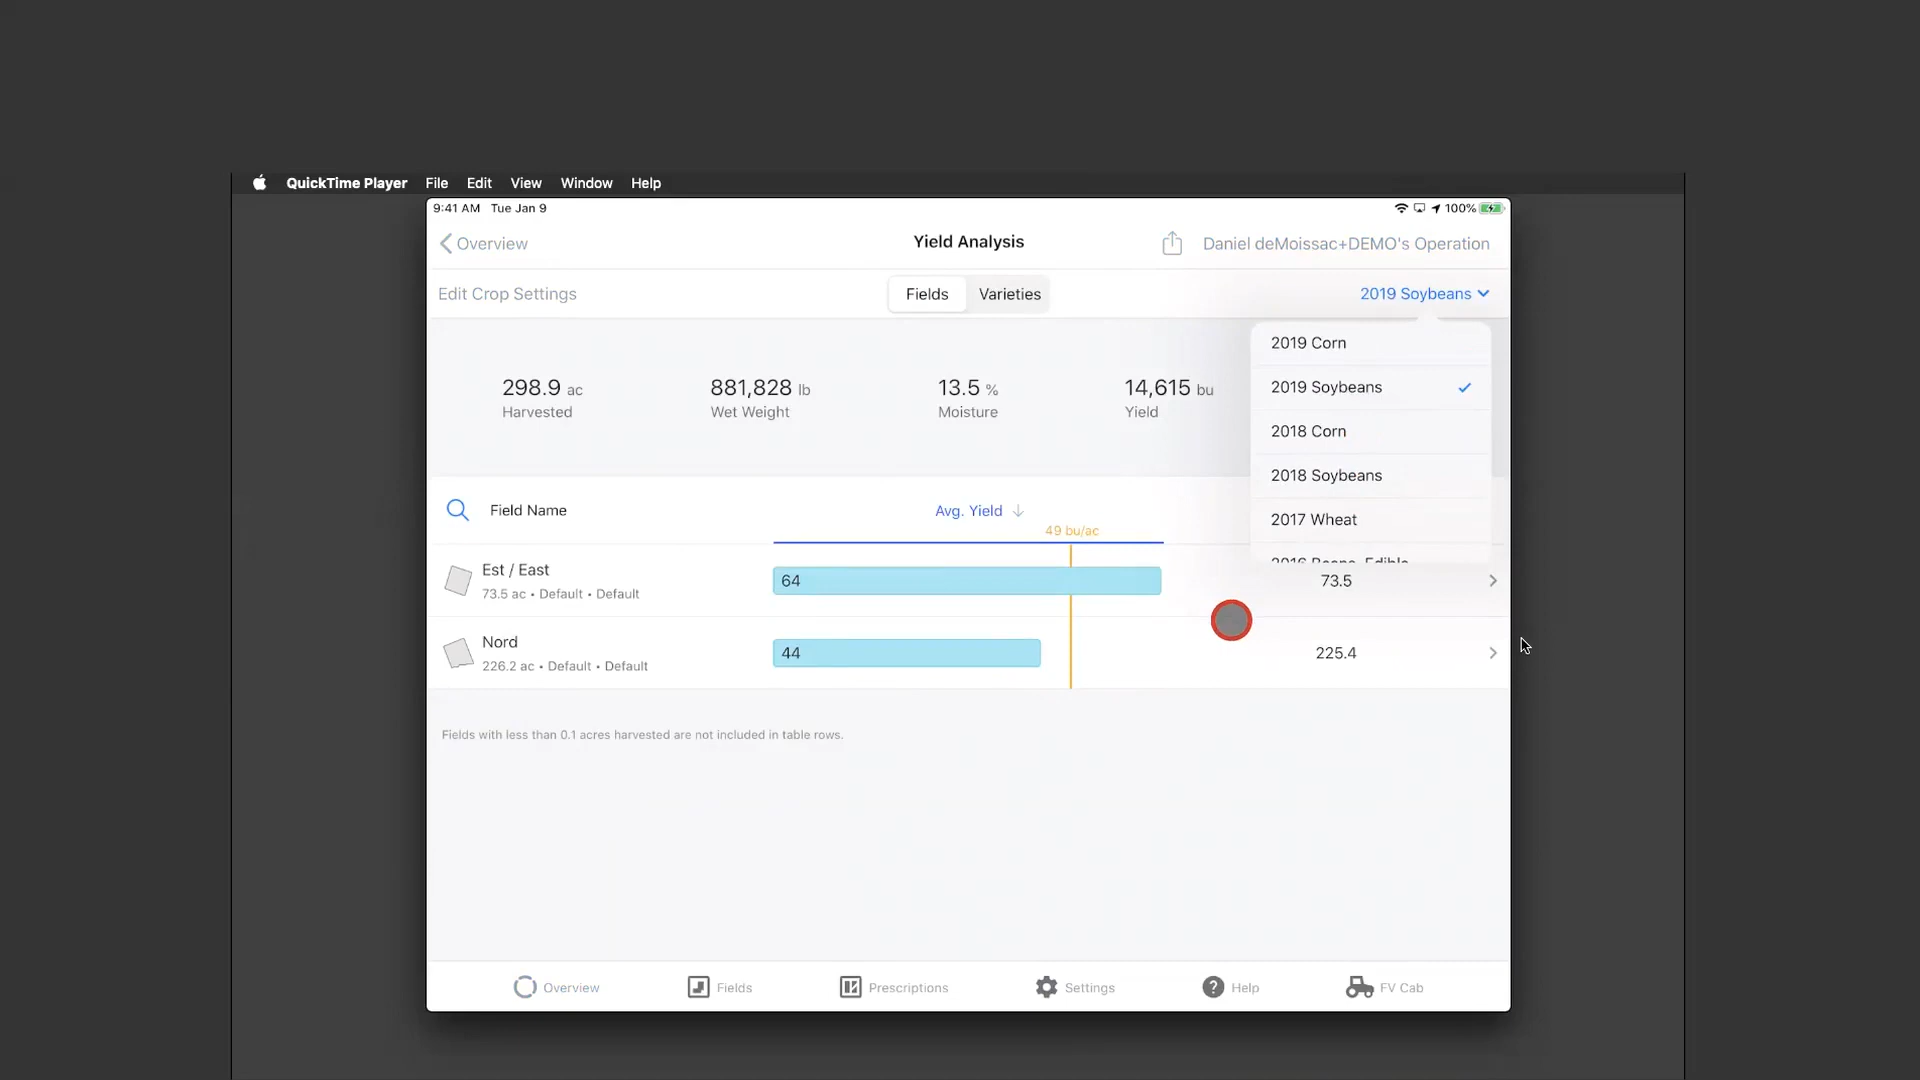 QuickTime Player File Edit View Window Help
9:41 AM Tue Jan 9 100%
Overview Yield Analysis Daniel deMoissac+DEMO's Operation
Edit Crop Settings Fields Varieties 2019 Soybeans
2019 Corn
2019 Soybeans
2018 Corn
2018 Soybeans
2017 Wheat
298.9 ac 881,828 lb 13.5 % 14,615 bu
Harvested Wet Weight Moisture Yield
Field Name Avg. Yield
49 bu/ac
Est / East
73.5 ac • Default • Default
64 73.5
Nord
226.2 ac • Default • Default
44 225.4
Fields with less than 0.1 acres harvested are not included in table rows.
Overview Fields Prescriptions Settings Help FV Cab